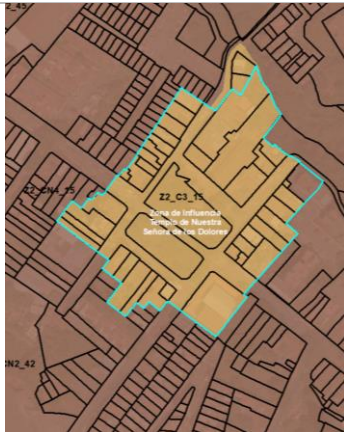 Z2_45
Z2_CN4_15
Z2_C3_15
Zona de Influencia
Templo de Nuestra
Señora de los Dolores
CN2_42